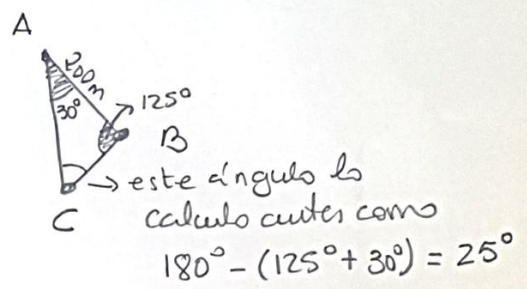 A
200m
30°
125°
B
→ este ángulo lo
C
calculo antes como
180° - (125° + 30°) = 25°